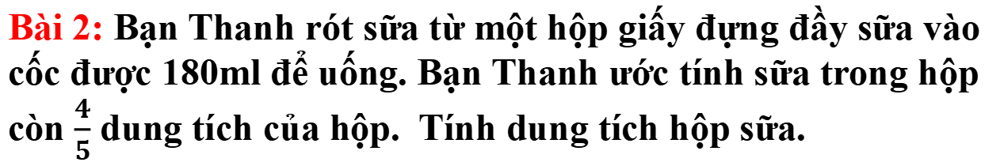 Bài 2: Bạn Thanh rót sữa từ một hộp giấy đựng đầy sữa vào
cốc được 180ml để uống. Bạn Thanh ước tính sữa trong hộp
còn 4/5 dung tích của hộp. Tính dung tích hộp sữa.